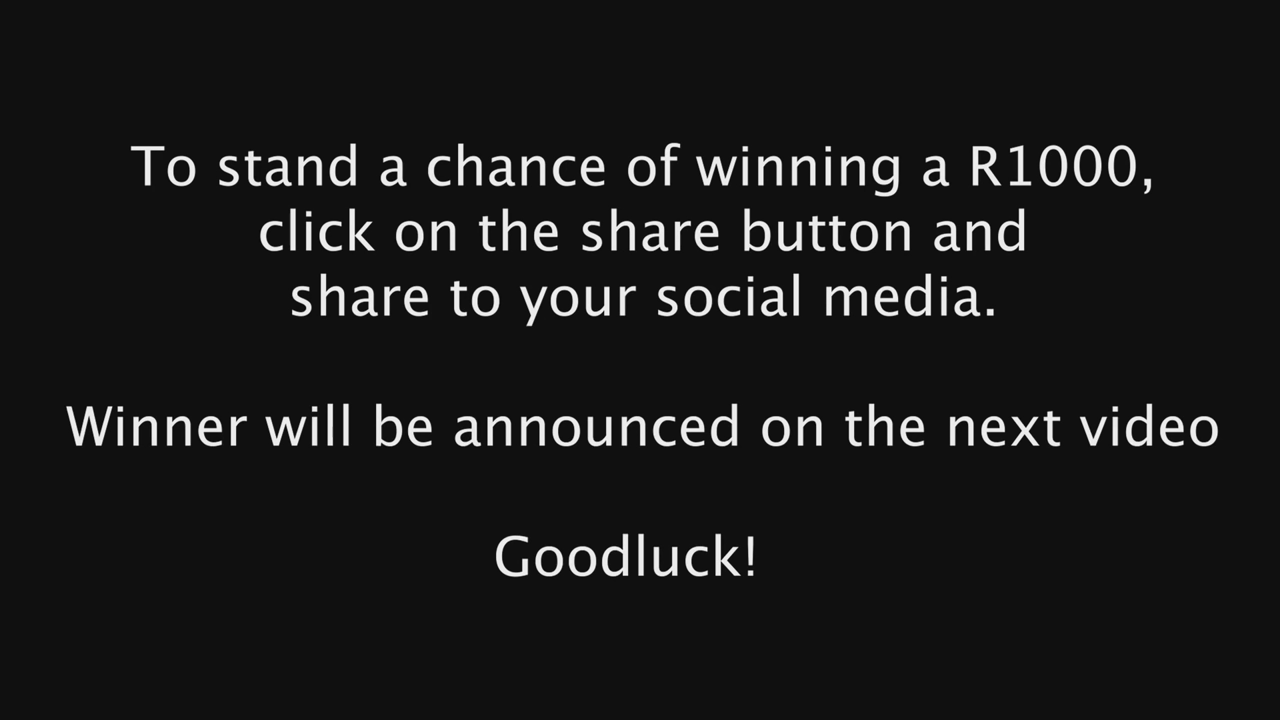 To stand a chance of winning a R1000,
click on the share button and
share to your social media.
Winner will be announced on the next video
Goodluck!